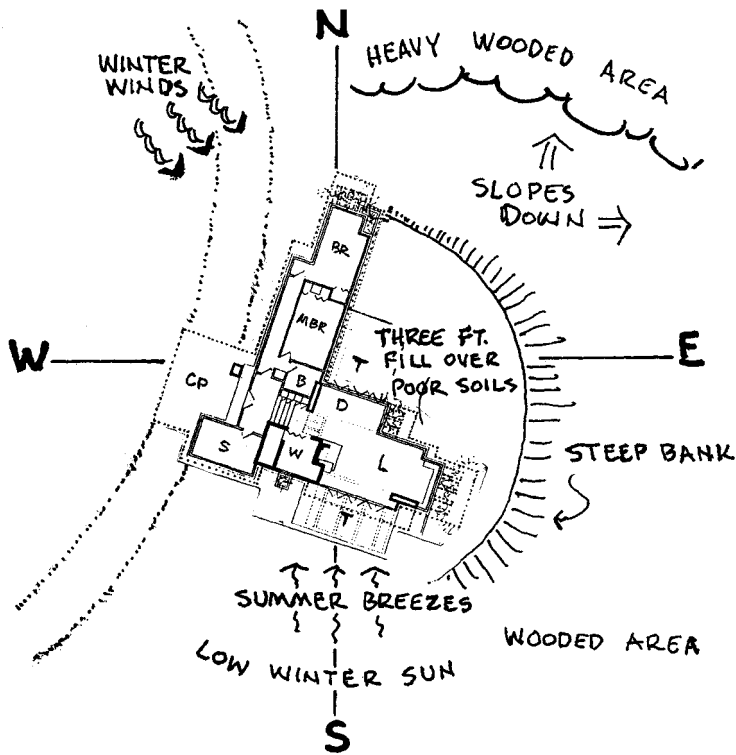 N
HEAVY WOODED AREA
WINTER
WINDS
SLOPES
DOWN
BR
MBR
W
E
THREE FT.
FILL OVER
POOR SOILS
T
CP
B
D
S
W
L
STEEP BANK
T
SUMMER BREEZES
WOODED AREA
LOW WINTER SUN
S